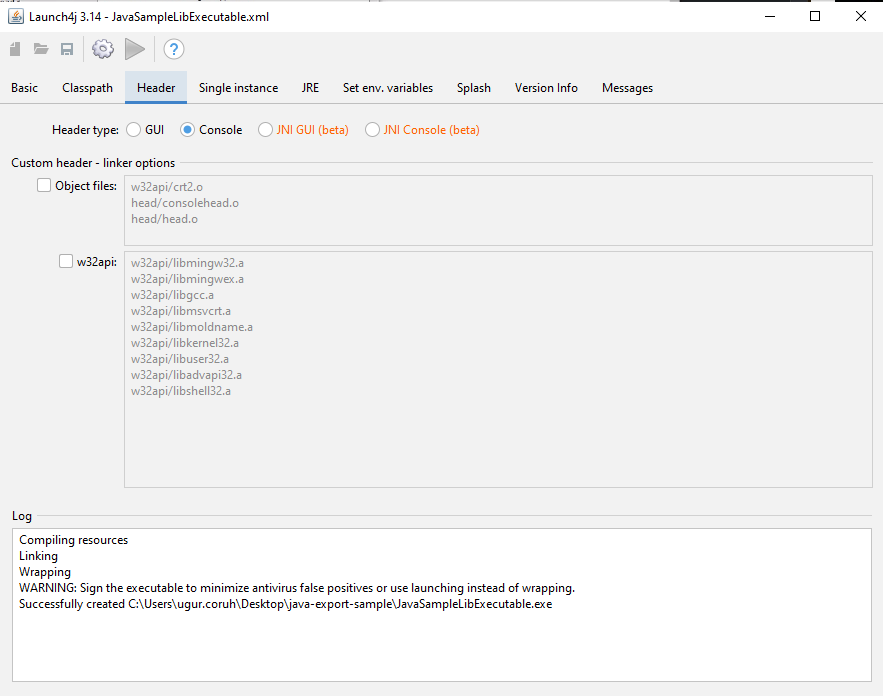 Launch4j 3.14 - JavaSampleLibExecutable.xml
?
Basic Classpath Header Single instance JRE Set env. variables Splash Version Info Messages
Header type: GUI Console JNI GUI (beta) JNI Console (beta)
Custom header - linker options
Object files: w32api/crt2.o
head/consolehead.o
head/head.o
w32api: w32api/libmingw32.a
w32api/libmingwex.a
w32api/libgcc.a
w32api/libmsvcrt.a
w32api/libmoldname.a
w32api/libkernel32.a
w32api/libuser32.a
w32api/libadvapi32.a
w32api/libshell32.a
Log
Compiling resources
Linking
Wrapping
WARNING: Sign the executable to minimize antivirus false positives or use launching instead of wrapping.
Successfully created C:\Users\ugur.coruh\Desktop\java-export-sample\JavaSampleLibExecutable.exe